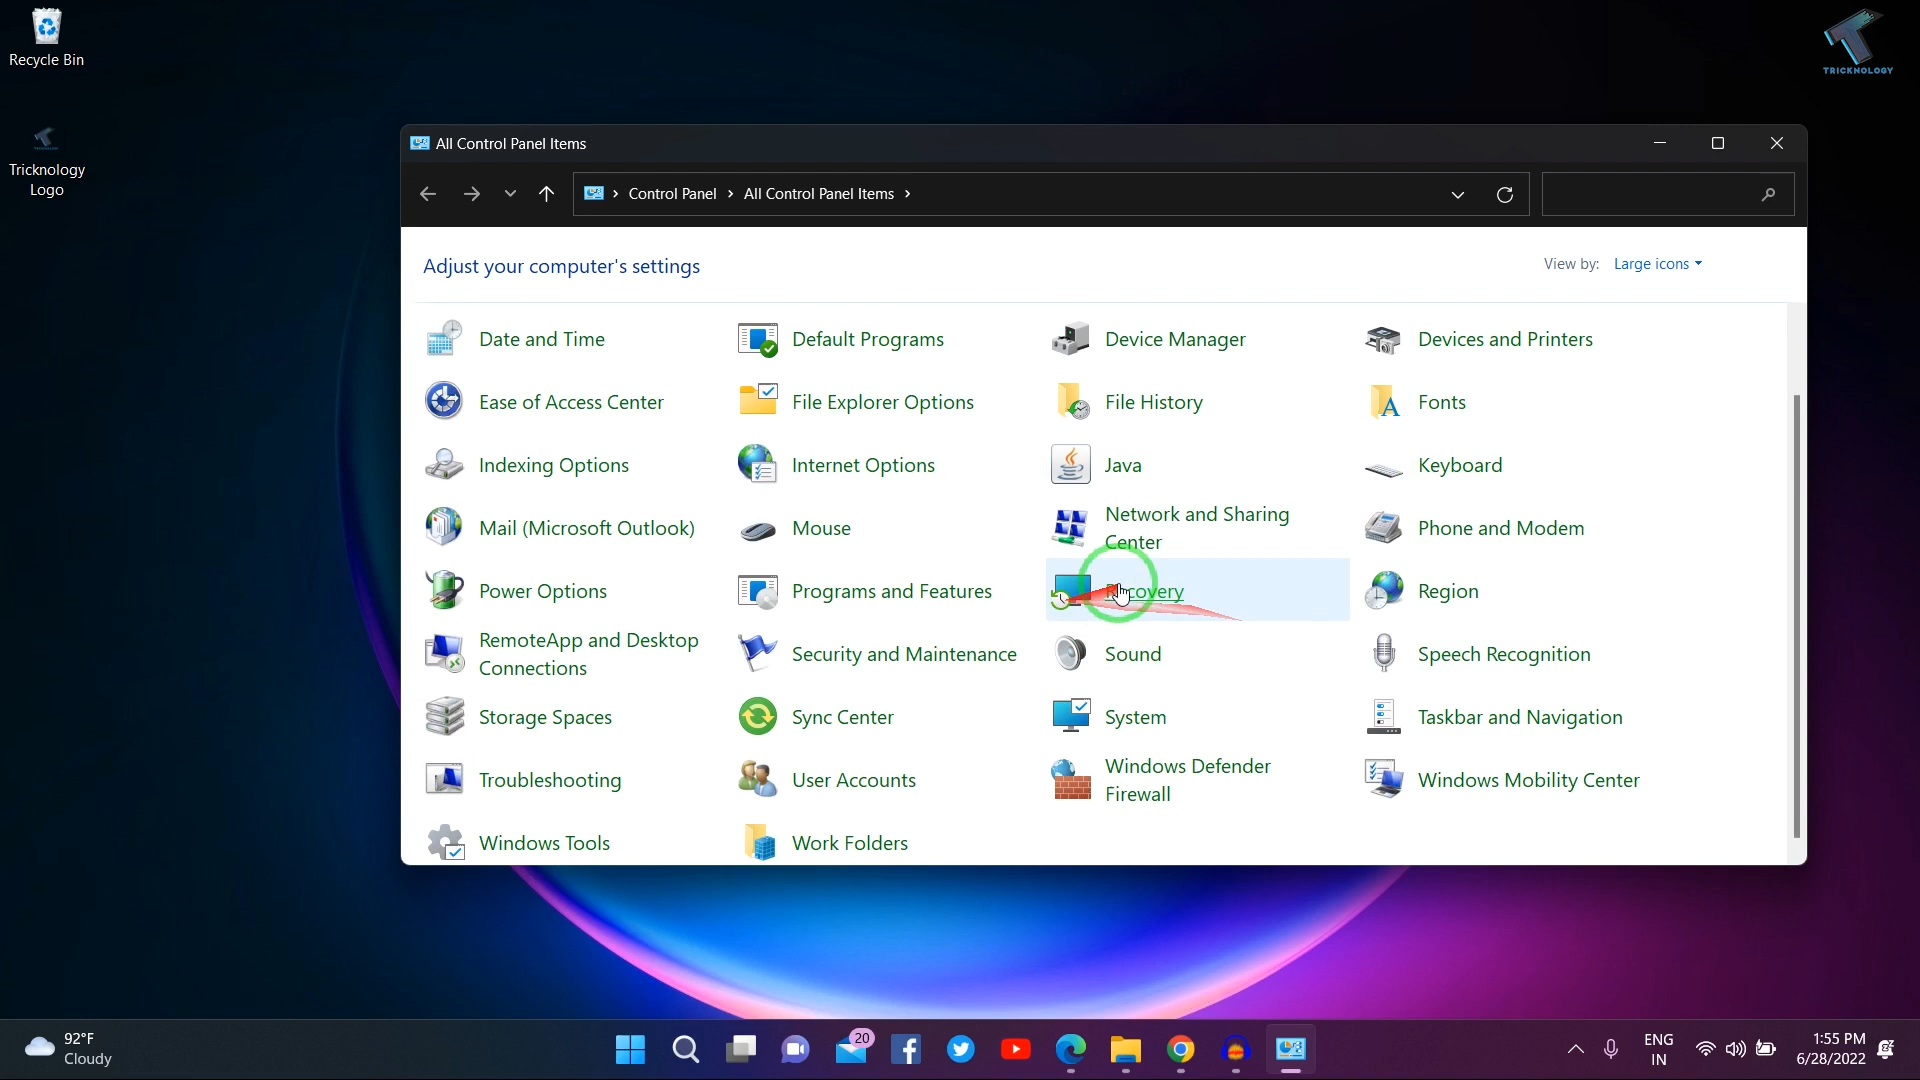 Recycle Bin
TRICKNOLOGY
Tricknology
Logo
All Control Panel Items
Control Panel > All Control Panel Items >
Adjust your computer's settings
View by: Large icons
Date and Time
Default Programs
Device Manager
Devices and Printers
Ease of Access Center
File Explorer Options
File History
Fonts
Indexing Options
Internet Options
Java
Keyboard
Mail (Microsoft Outlook)
Mouse
Network and Sharing
Center
Phone and Modem
Power Options
Programs and Features
Recovery
Region
RemoteApp and Desktop
Connections
Security and Maintenance
Sound
Speech Recognition
Storage Spaces
Sync Center
System
Taskbar and Navigation
Troubleshooting
User Accounts
Windows Defender
Firewall
Windows Mobility Center
Windows Tools
Work Folders
92°F
Cloudy
20
ENG
IN
1:55 PM
6/28/2022